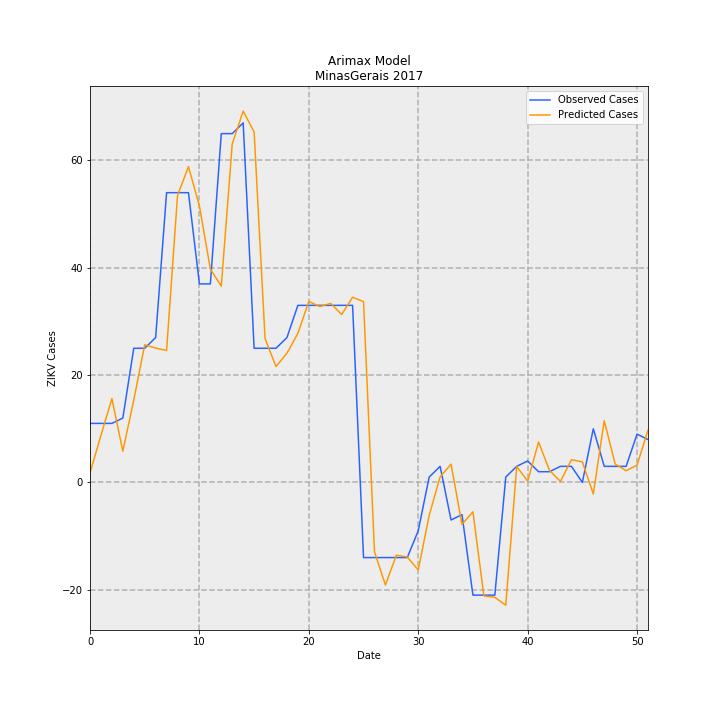 Arimax Model
MinasGerais 2017
Observed Cases
Predicted Cases
60
40
20
0
−20
ZIKV Cases
0 10 20 30 40 50
Date